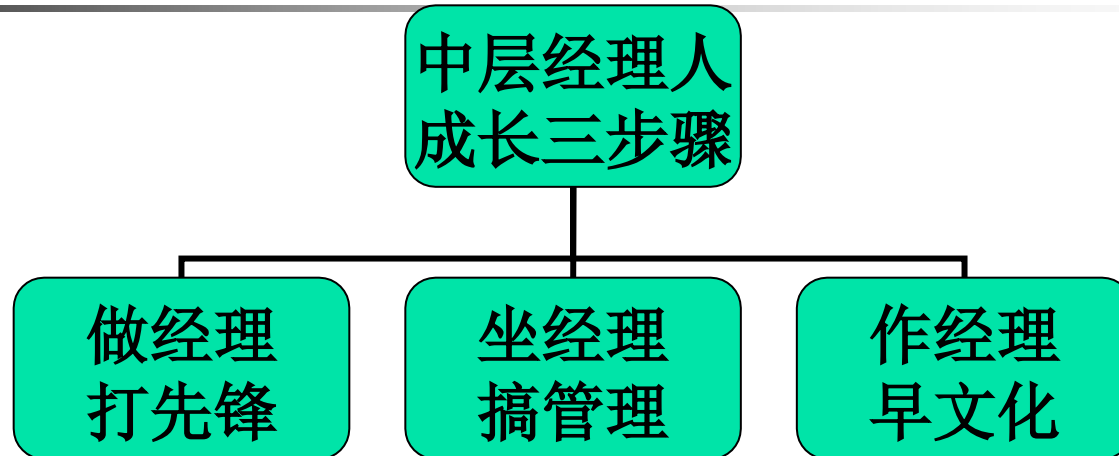 中层经理人
成长三步骤
做经理
打先锋
坐经理
搞管理
作经理
早文化